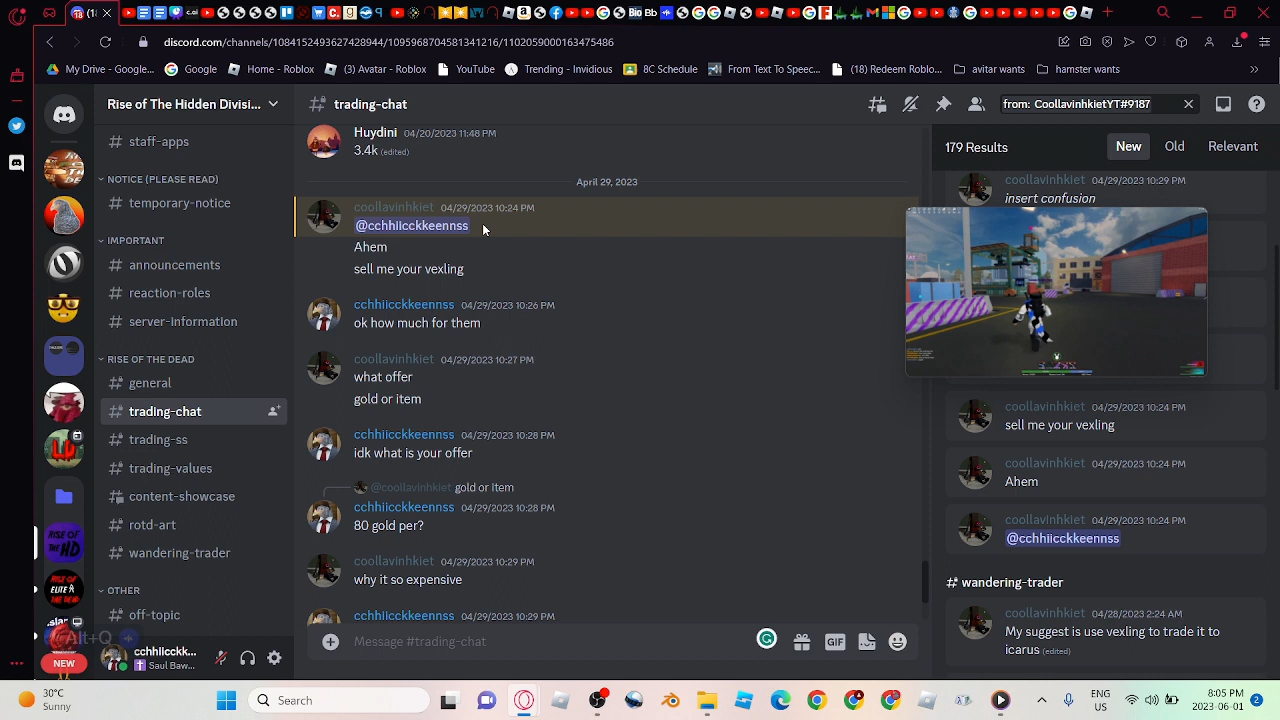 18 (1
discord.com/channels/1084152493627428944/1095968704581341216/1102059000163475486
My Drive - Google...
Google
Home - Roblox
(3) Avatar - Roblox
YouTube
Trending - Invidious
8C Schedule
From Text To Speec...
(18) Redeem Roblo...
avitar wants
hamster wants
Rise of The Hidden Divisi...
trading-chat
from: CoollavinhkietYT#9187
staff-apps
NOTICE (PLEASE READ)
temporary-notice
IMPORTANT
announcements
reaction-roles
server-information
RISE OF THE DEAD
general
trading-chat
trading-ss
trading-values
content-showcase
rotd-art
wandering-trader
OTHER
off-topic
Alt+Q
NEW
cchhiicckk...
Saul Baw...
Huydini 04/20/2023 11:48 PM
3.4k (edited)
April 29, 2023
coollavinhkiet 04/29/2023 10:24 PM
@cchhiicckkeennss
Ahem
sell me your vexling
cchhiicckkeennss 04/29/2023 10:26 PM
ok how much for them
coollavinhkiet 04/29/2023 10:27 PM
what offer
gold or item
cchhiicckkeennss 04/29/2023 10:28 PM
idk what is your offer
@coollavinhkiet gold or item
cchhiicckkeennss 04/29/2023 10:28 PM
80 gold per?
coollavinhkiet 04/29/2023 10:29 PM
why it so expensive
cchhiicckkeennss 04/29/2023 10:29 PM
Message #trading-chat
GIF
179 Results
New
Old
Relevant
coollavinhkiet 04/29/2023 10:29 PM
insert confusion
coollavinhkiet 04/29/2023 10:24 PM
sell me your vexling
coollavinhkiet 04/29/2023 10:24 PM
Ahem
coollavinhkiet 04/29/2023 10:24 PM
@cchhiicckkeennss
# wandering-trader
coollavinhkiet 04/28/2023 2:24 AM
My suggestion: vexling crate it to
icarus (edited)
30°C
Sunny
Search
ENG
US
8:05 PM
2023-06-01
2